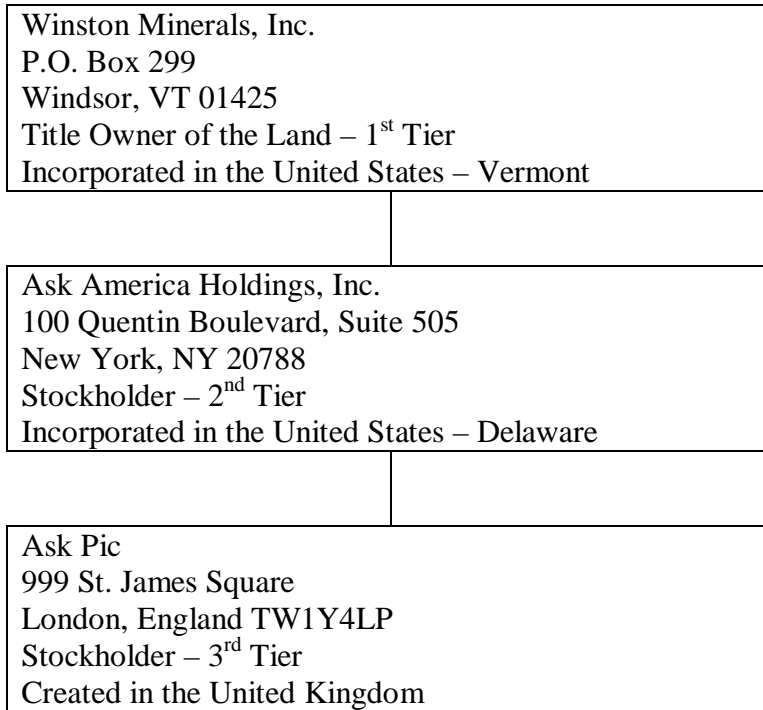 Winston Minerals, Inc.
P.O. Box 299
Windsor, VT 01425
Title Owner of the Land – 1st Tier
Incorporated in the United States – Vermont
Ask America Holdings, Inc.
100 Quentin Boulevard, Suite 505
New York, NY 20788
Stockholder – 2nd Tier
Incorporated in the United States – Delaware
Ask Pic
999 St. James Square
London, England TW1Y4LP
Stockholder – 3rd Tier
Created in the United Kingdom